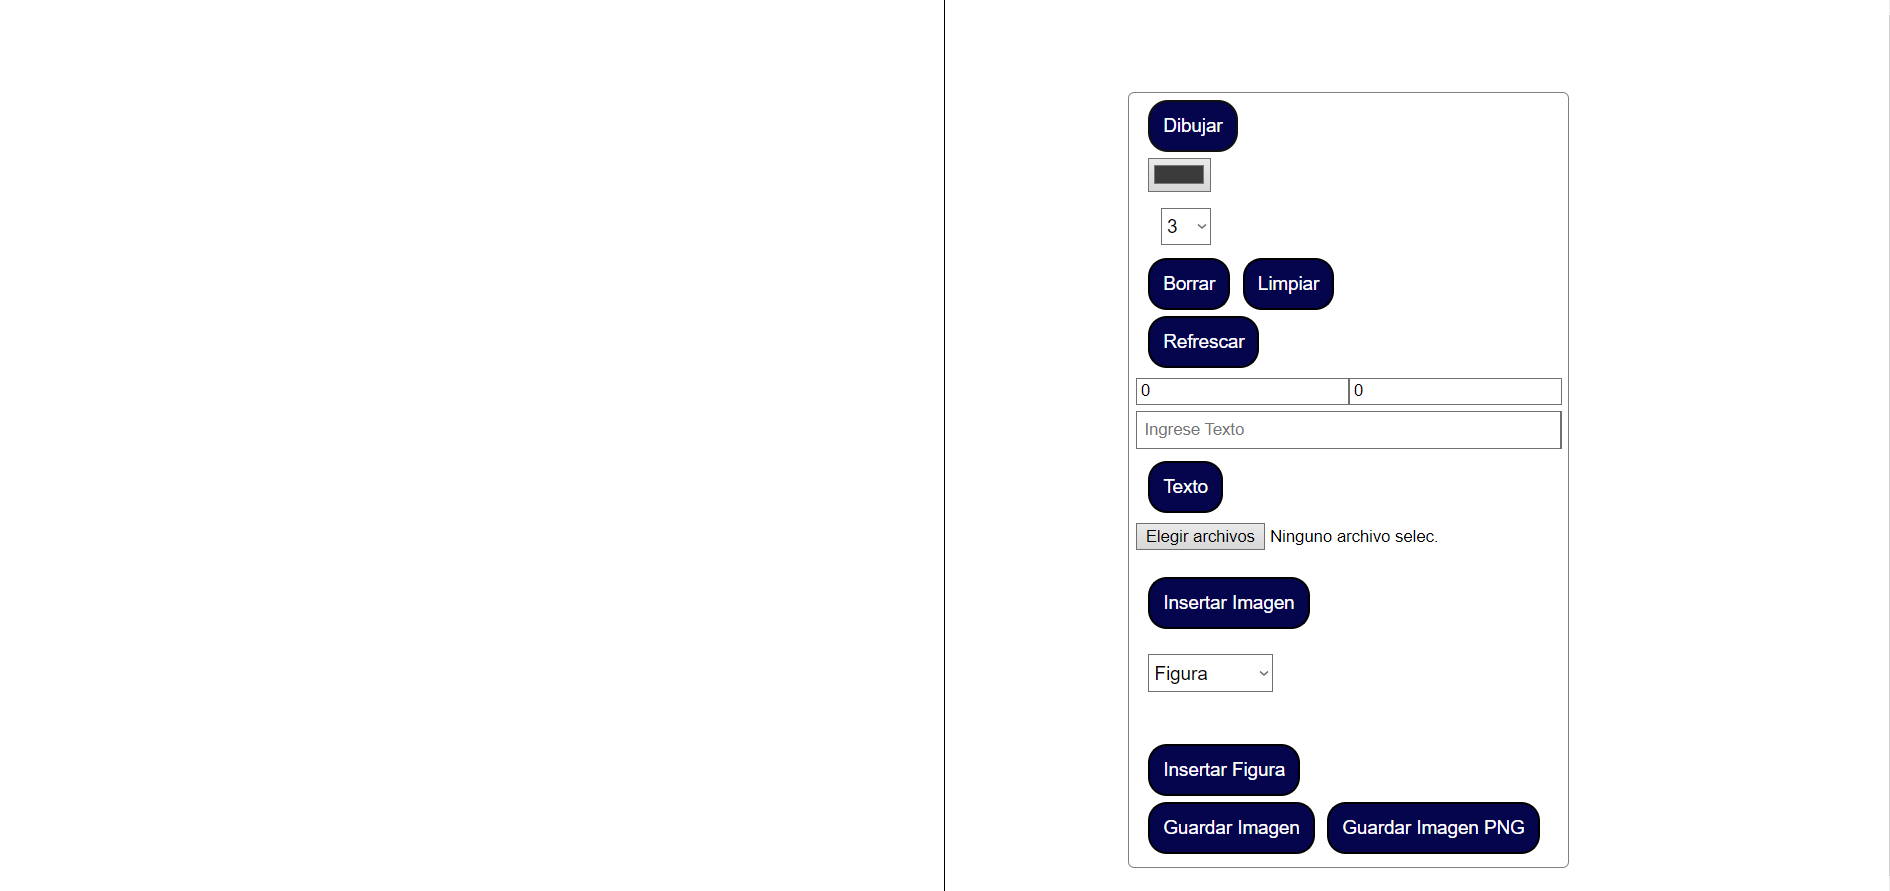 Dibujar
3
Borrar Limpiar
Refrescar
0 0
Ingrese Texto
Texto
Elegir archivos Ninguno archivo selec.
Insertar Imagen
Figura
Insertar Figura
Guardar Imagen Guardar Imagen PNG